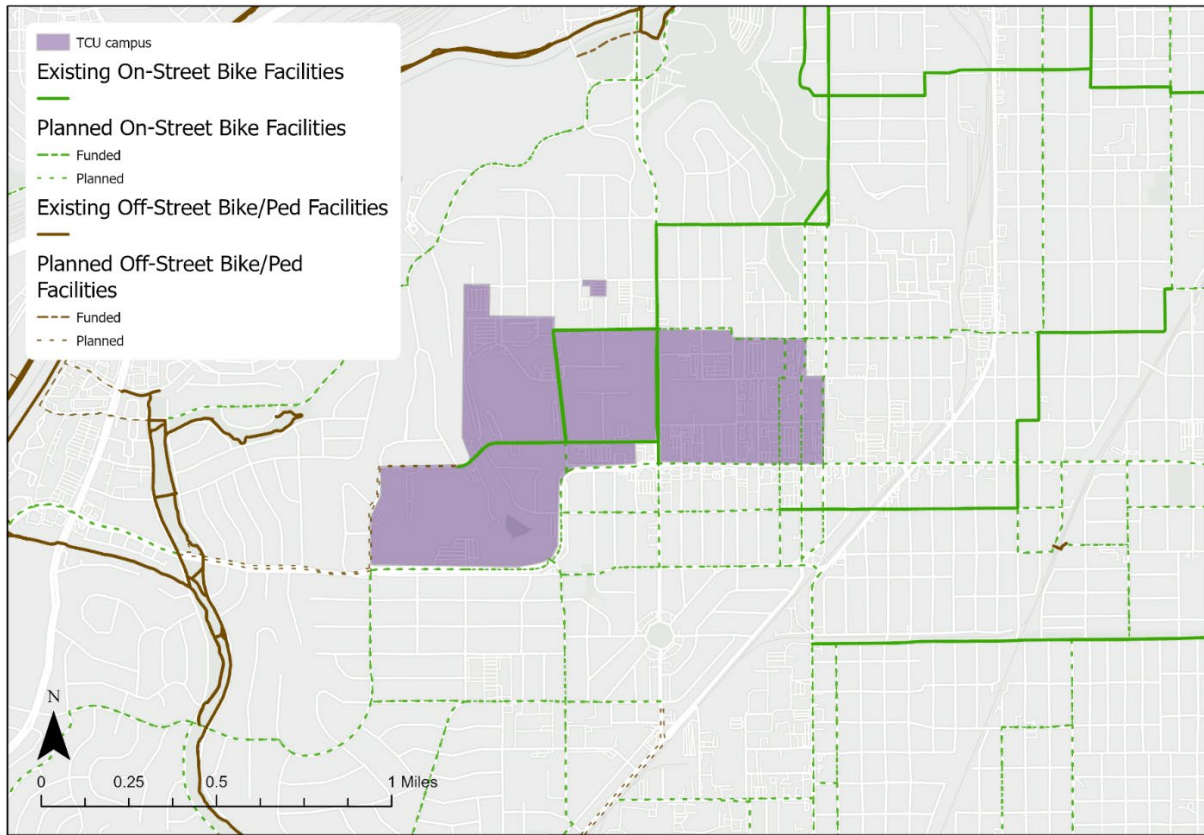 TCU campus
Existing On-Street Bike Facilities
Planned On-Street Bike Facilities
Funded
Planned
Existing Off-Street Bike/Ped Facilities
Planned Off-Street Bike/Ped
Facilities
Funded
Planned
N
0 0.25 0.5 1 Miles